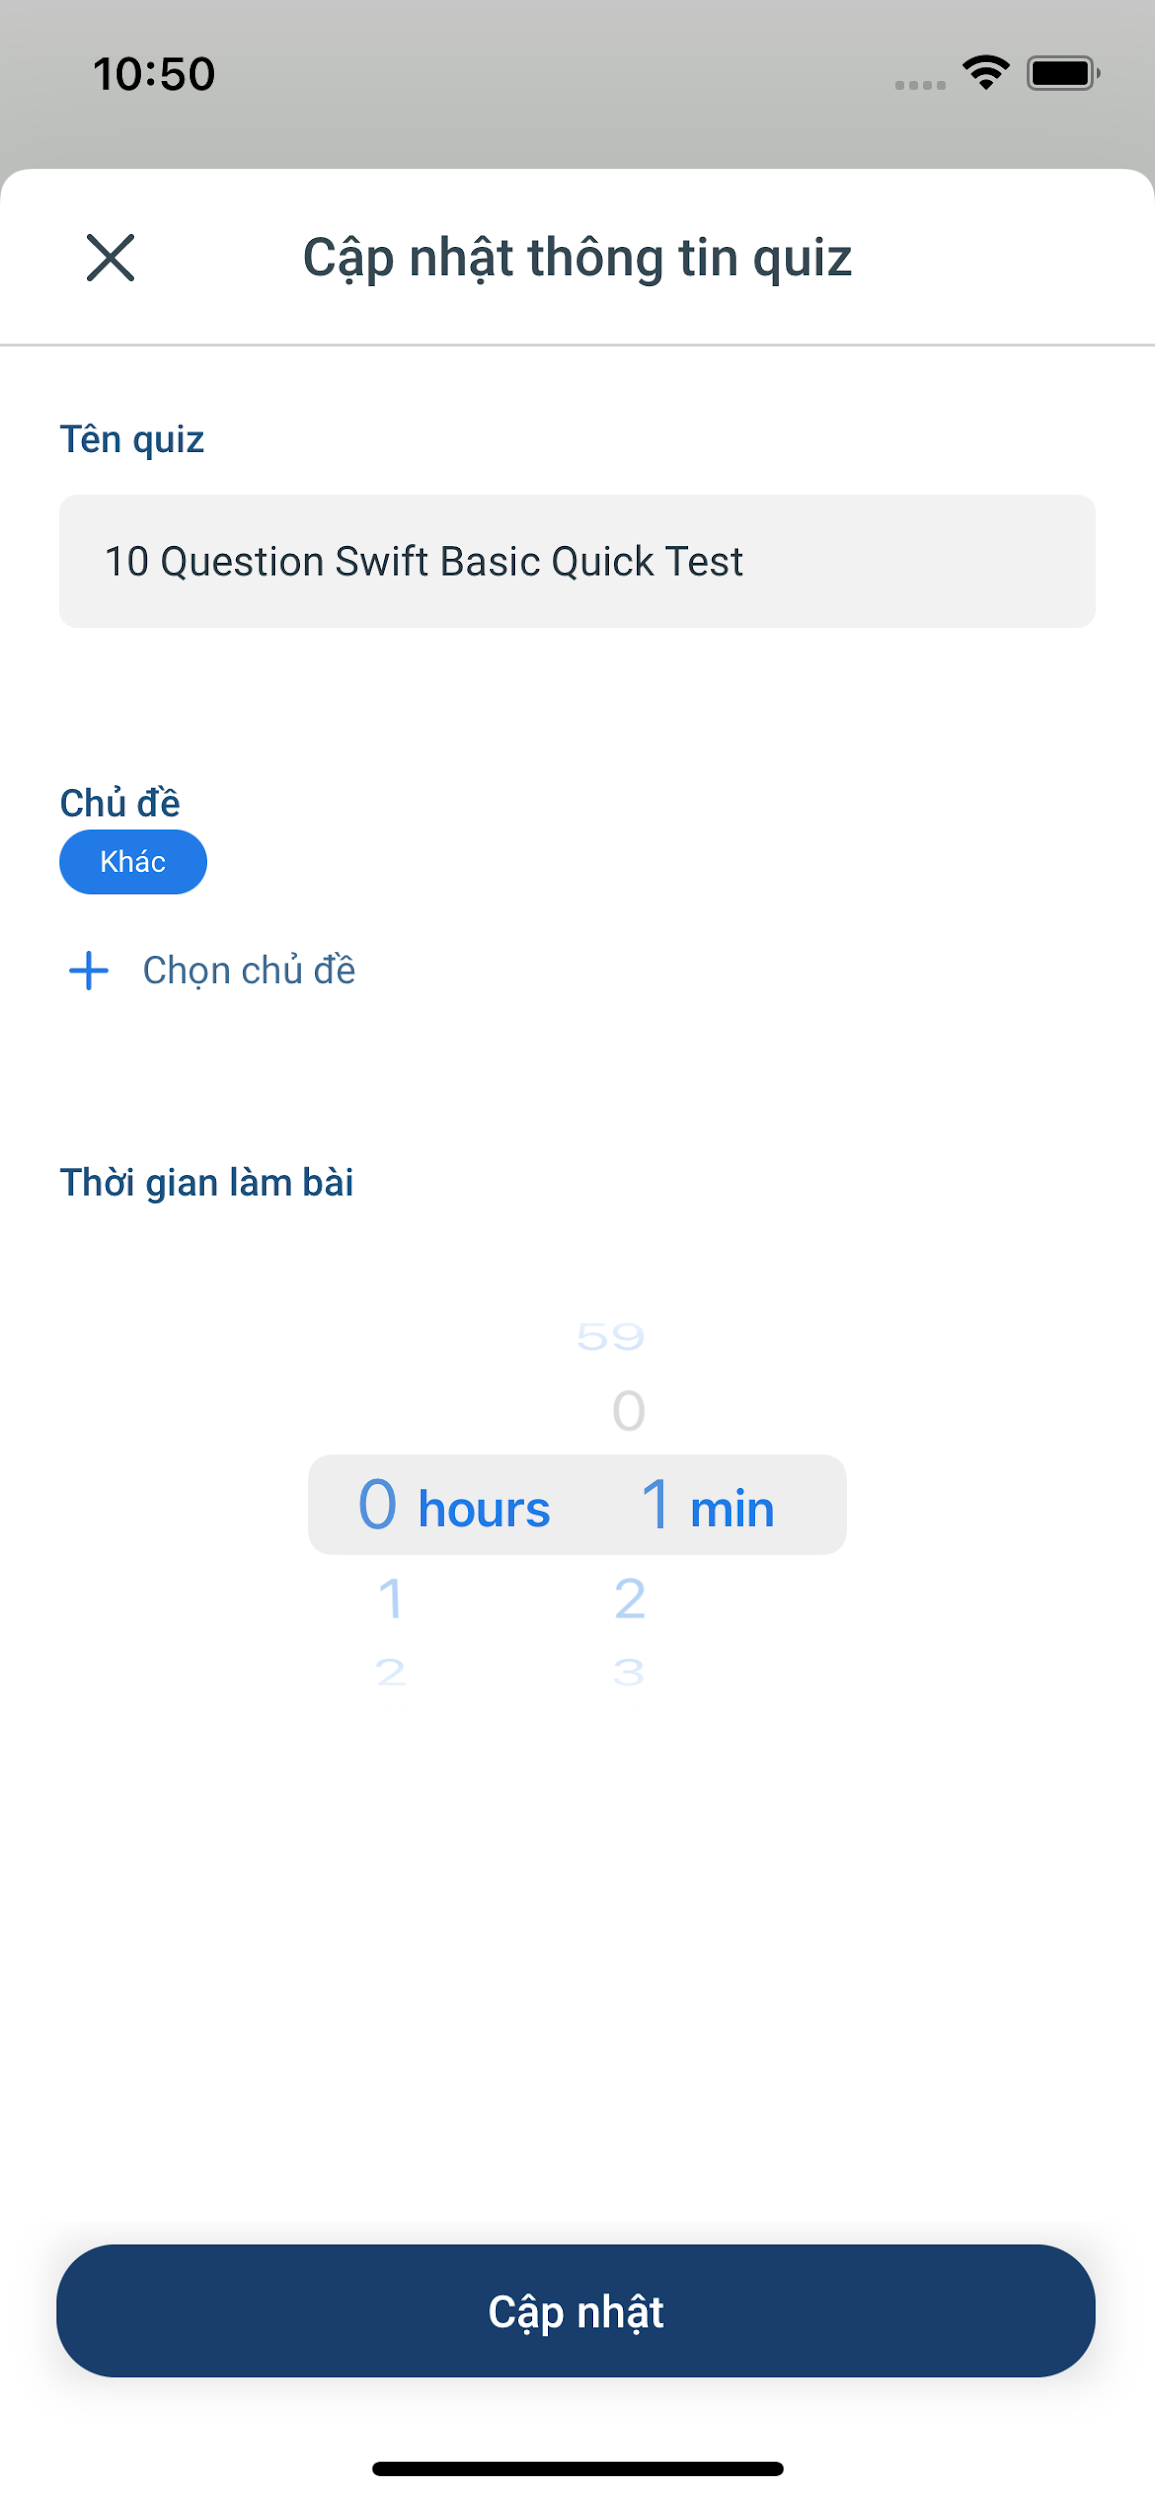 10:50
Cập nhật thông tin quiz
Tên quiz
10 Question Swift Basic Quick Test
Chủ đề
Khác
Chọn chủ đề
Thời gian làm bài
59
0
0 hours 1 min
1 2
2 3
Cập nhật